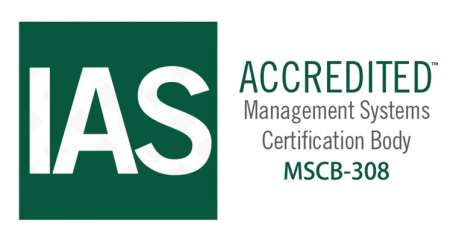 IAS
ACCREDITED™
Management Systems
Certification Body
MSCB-308